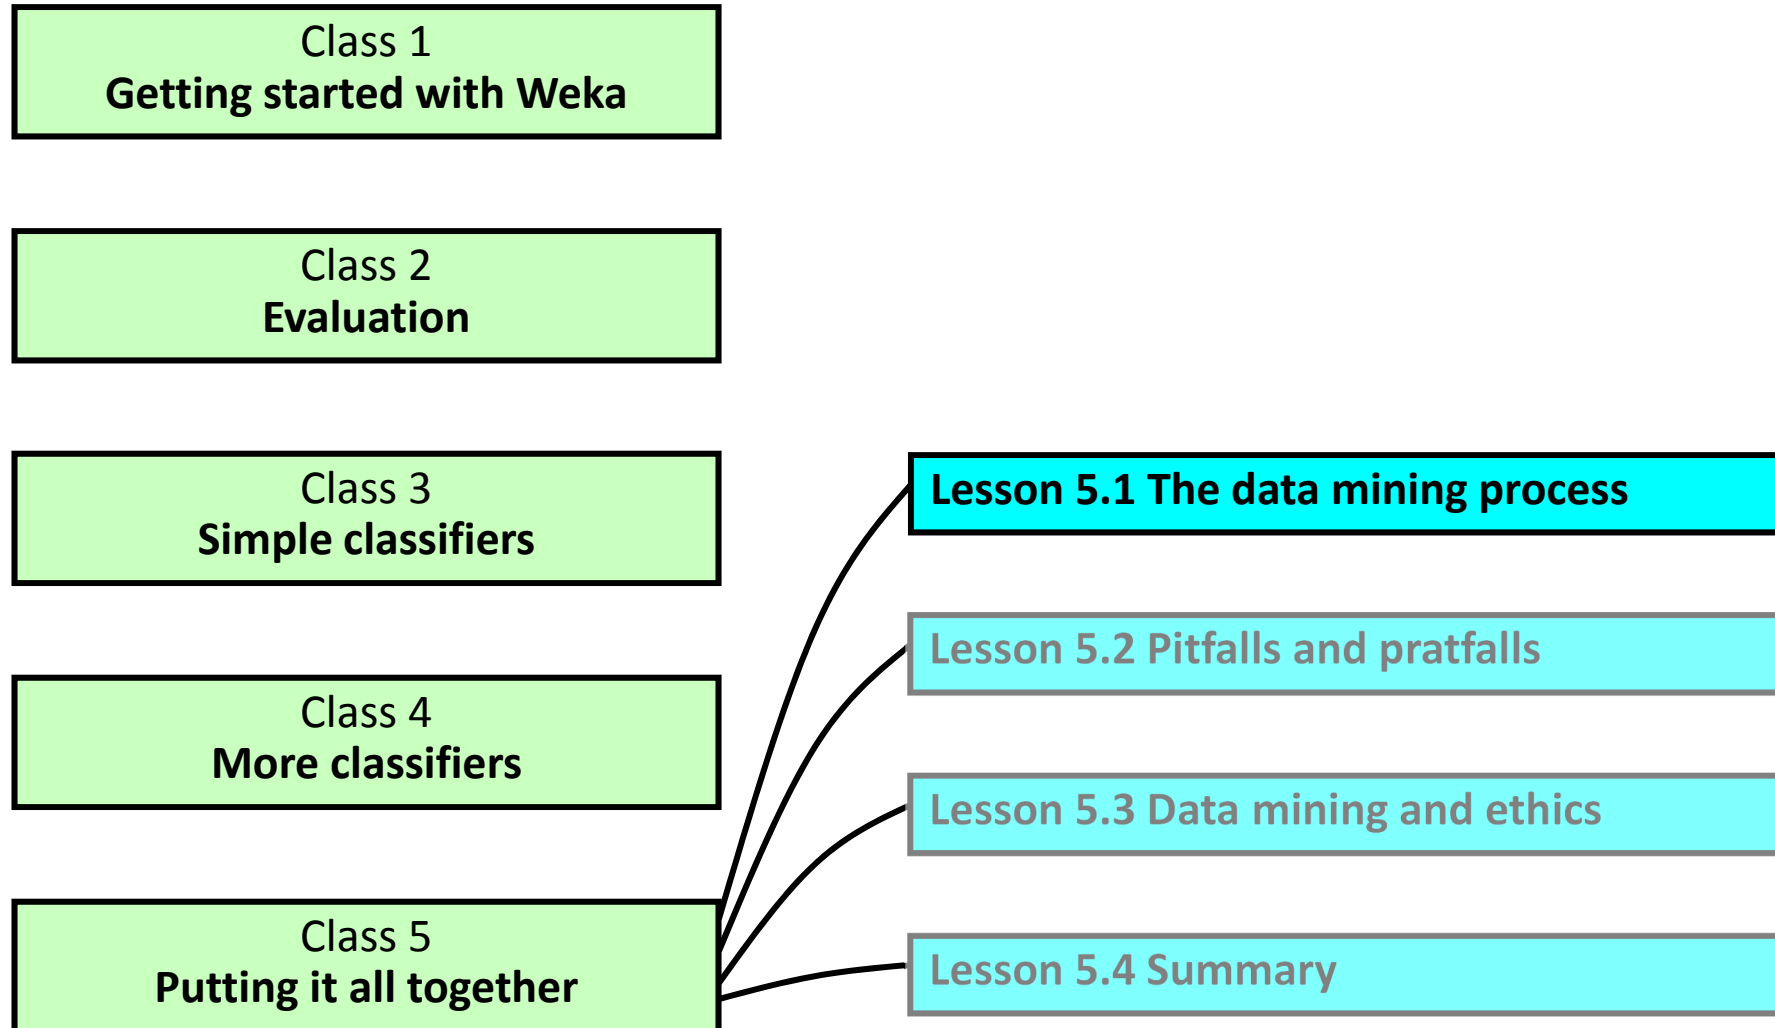 Class 1
Getting started with Weka
Class 2
Evaluation
Class 3
Simple classifiers
Class 4
More classifiers
Class 5
Putting it all together
Lesson 5.1 The data mining process
Lesson 5.2 Pitfalls and pratfalls
Lesson 5.3 Data mining and ethics
Lesson 5.4 Summary